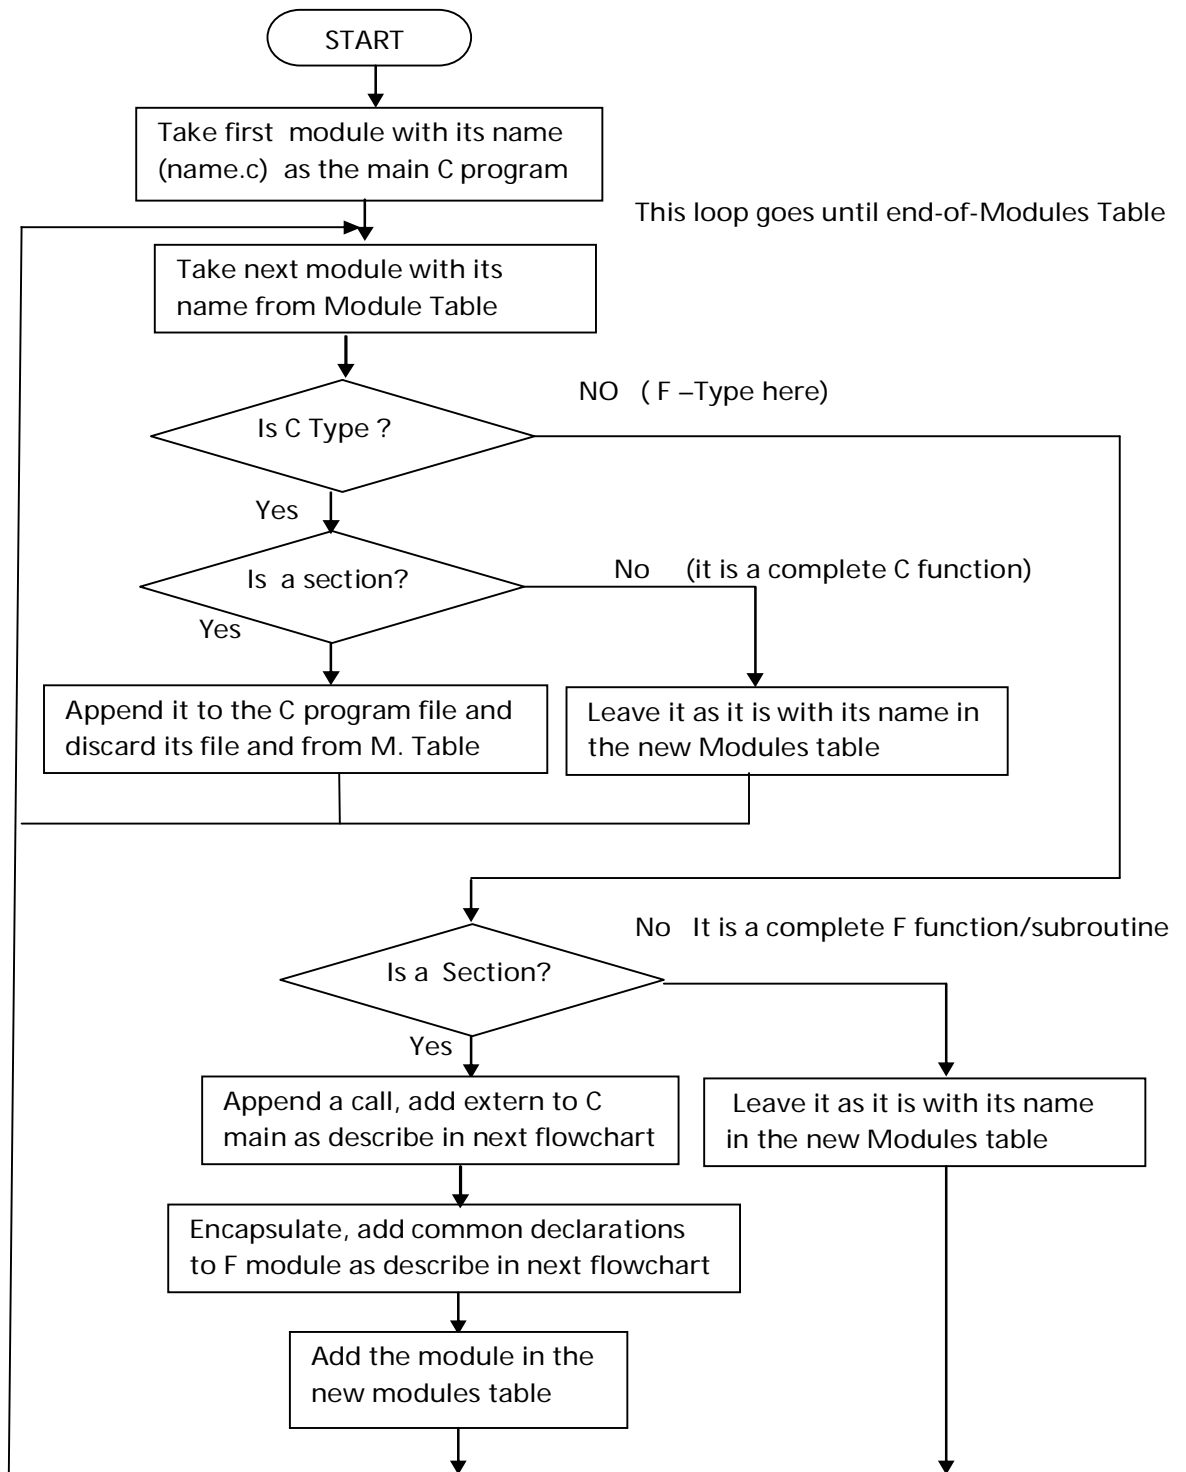 START
Take first module with its name
(name.c) as the main C program
This loop goes until end-of-Modules Table
Take next module with its
name from Module Table
NO ( F –Type here)
Is C Type ?
Yes
Is a section?
No (it is a complete C function)
Yes
Append it to the C program file and
discard its file and from M. Table
Leave it as it is with its name in
the new Modules table
No It is a complete F function/subroutine
Is a Section?
Yes
Append a call, add extern to C
main as describe in next flowchart
Leave it as it is with its name
in the new Modules table
Encapsulate, add common declarations
to F module as describe in next flowchart
Add the module in the
new modules table